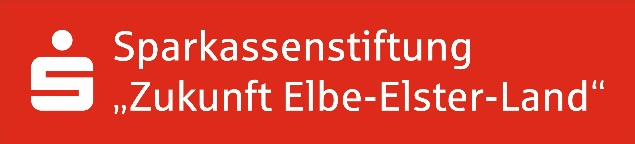 Sparkassenstiftung
„Zukunft Elbe-Elster-Land“